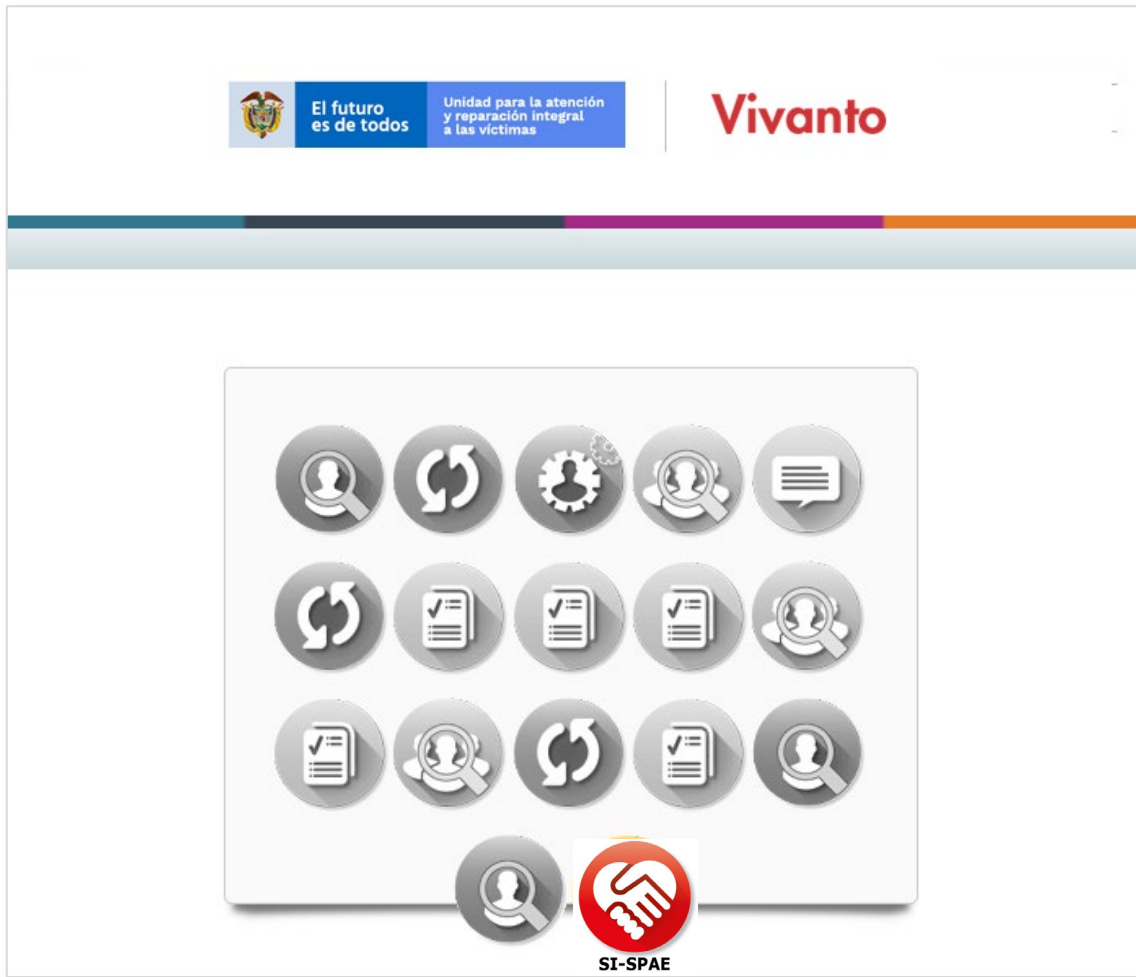 El futuro
es de todos
Unidad para la atención
y reparación integral
a las víctimas
Vivanto
SI-SPAE